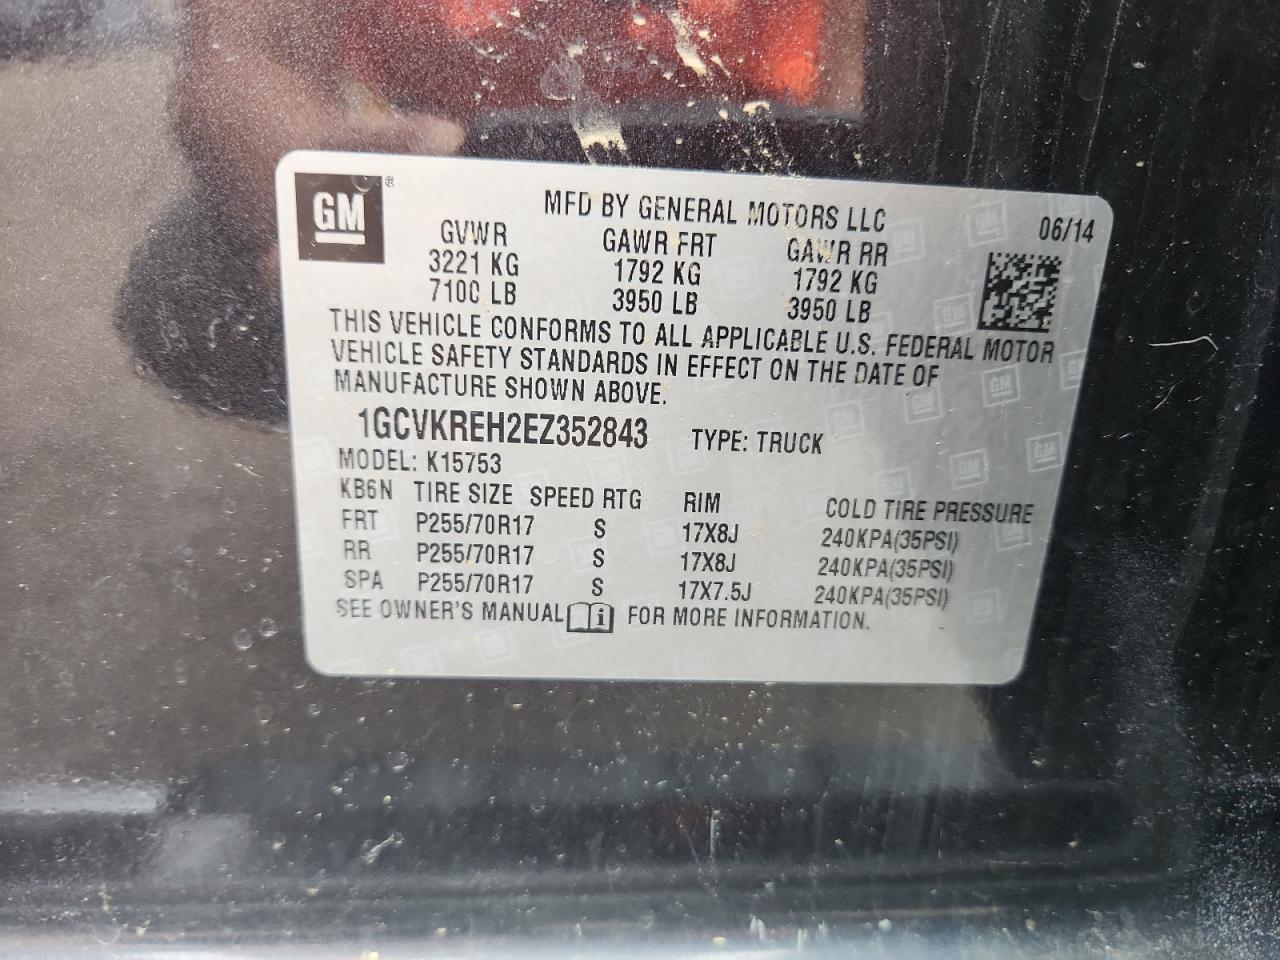 GM ®
MFD BY GENERAL MOTORS LLC
06/14
GVWR GAWR FRT GAWR RR
3221 KG 1792 KG 1792 KG
7100 LB 3950 LB 3950 LB
THIS VEHICLE CONFORMS TO ALL APPLICABLE U.S. FEDERAL MOTOR
VEHICLE SAFETY STANDARDS IN EFFECT ON THE DATE OF
MANUFACTURE SHOWN ABOVE.
1GCVKREH2EZ352843 TYPE: TRUCK
MODEL: K15753
KB6N TIRE SIZE SPEED RTG RIM COLD TIRE PRESSURE
FRT P255/70R17 S 17X8J 240KPA(35PSI)
RR P255/70R17 S 17X8J 240KPA(35PSI)
SPA P255/70R17 S 17X7.5J 240KPA(35PSI)
SEE OWNER'S MANUAL i FOR MORE INFORMATION.